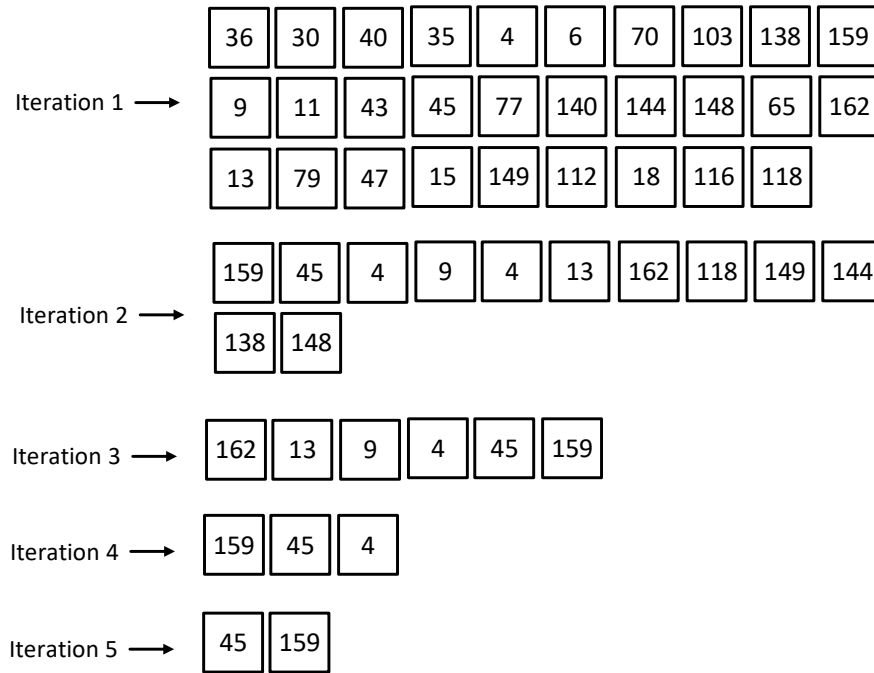 36 30 40 35 4 6 70 103 138 159
Iteration 1 9 11 43 45 77 140 144 148 65 162
13 79 47 15 149 112 18 116 118
159 45 4 9 4 13 162 118 149 144
Iteration 2
138 148
Iteration 3 162 13 9 4 45 159
Iteration 4 159 45 4
Iteration 5 45 159